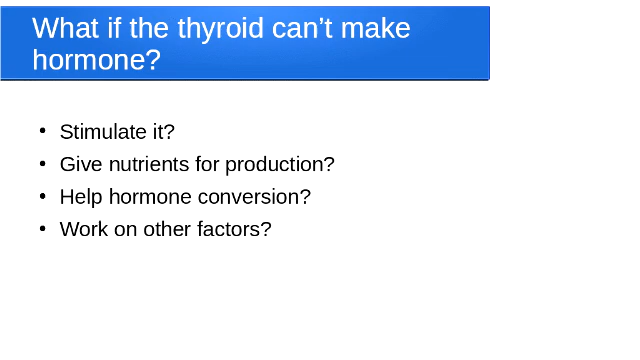 What if the thyroid can’t make
hormone?
• Stimulate it?
• Give nutrients for production?
• Help hormone conversion?
• Work on other factors?